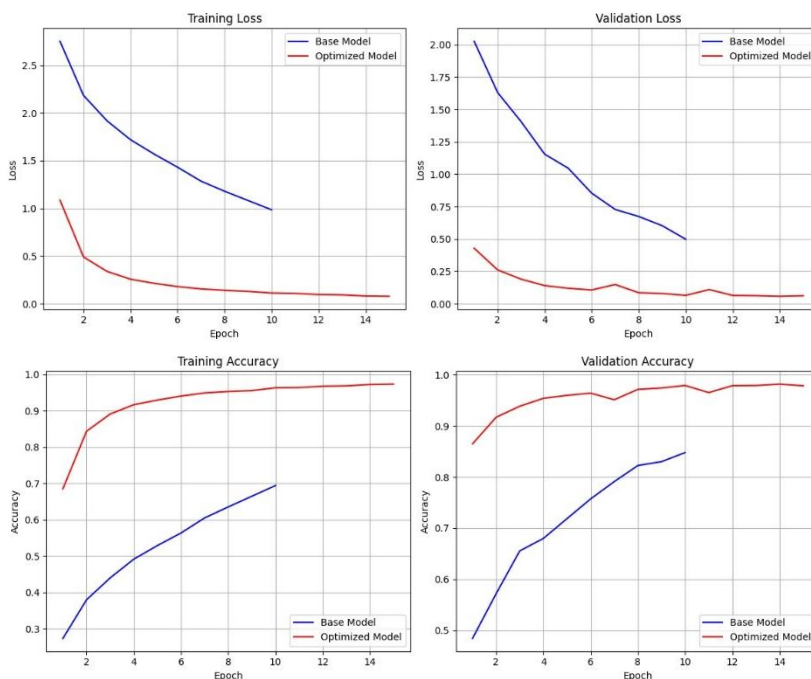 Training Loss
Loss
2.5
2.0
1.5
1.0
0.5
0.0
Base Model
Optimized Model
2 4 6 8 10 12 14
Epoch
Validation Loss
Loss
2.00
1.75
1.50
1.25
1.00
0.75
0.50
0.25
0.00
Base Model
Optimized Model
2 4 6 8 10 12 14
Epoch
Training Accuracy
Accuracy
1.0
0.9
0.8
0.7
0.6
0.5
0.4
0.3
Base Model
Optimized Model
2 4 6 8 10 12 14
Epoch
Validation Accuracy
Accuracy
1.0
0.9
0.8
0.7
0.6
0.5
Base Model
Optimized Model
2 4 6 8 10 12 14
Epoch